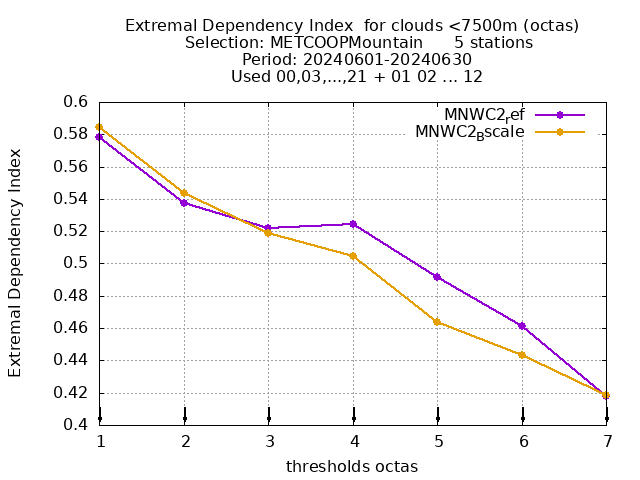 Extremal Dependency Index  for clouds <7500m (octas)
Selection: METCOOPMountain      5 stations
Period: 20240601-20240630
Used 00,03,...,21 + 01 02 ... 12
MNWC2ref
MNWC2Bscale
Extremal Dependency Index
0.6
0.58
0.56
0.54
0.52
0.5
0.48
0.46
0.44
0.42
0.4
1 2 3 4 5 6 7
thresholds octas